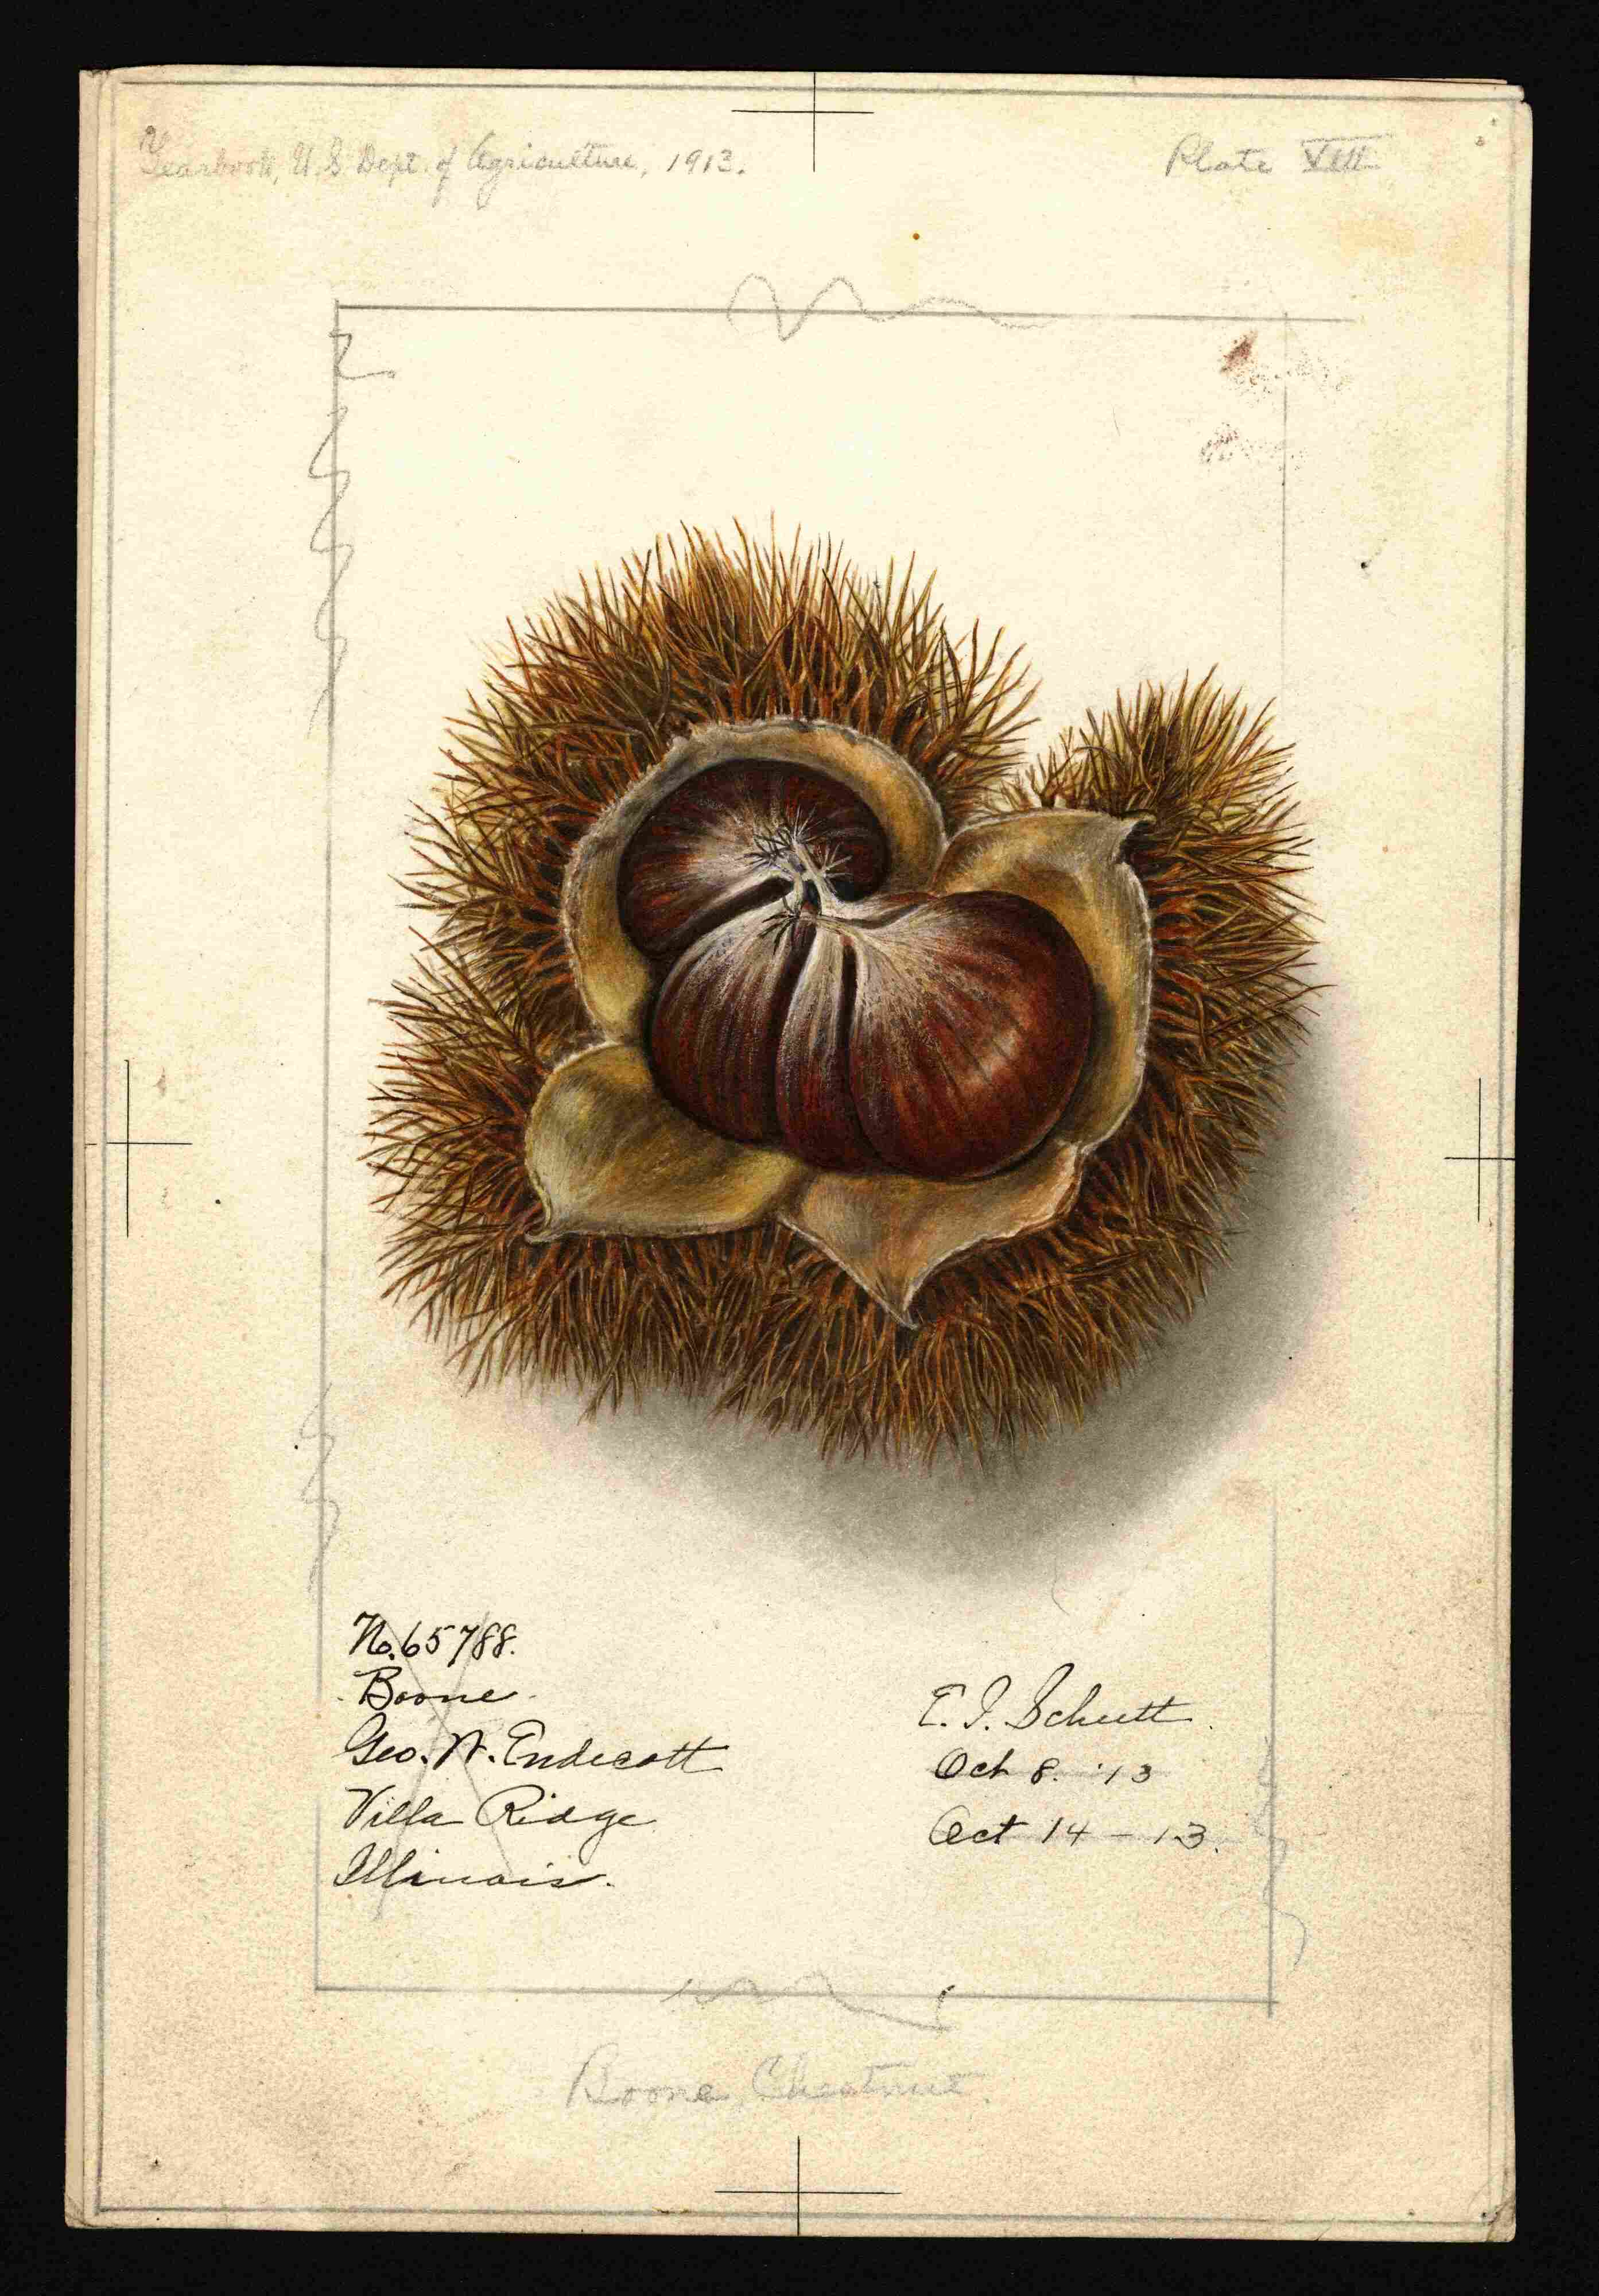 Yearbook, U.S Dept. of Agriculture, 1913.
Plate VIII
No. 65788.
Boone
Geo. W. Endicott
Villa Ridge
Illinois.
E. I. Schutt.
Oct 8. '13
Oct 14 - 13.
Boone Chestnut.